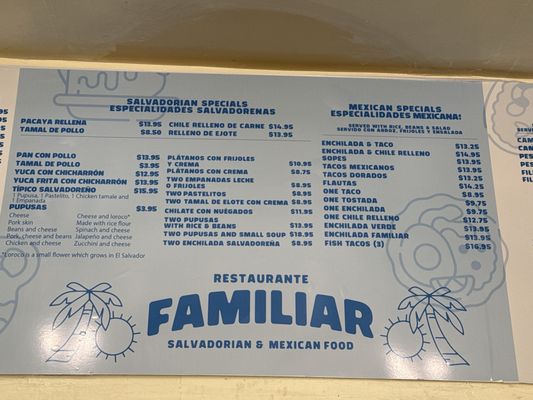 SALVADORIAN SPECIALS
ESPECIALIDADES SALVADORENAS
PACAYA RELLENA $13.95
TAMAL DE POLLO $8.50
CHILE RELLENO DE CARNE $14.95
RELLENO DE EJOTE $13.95
PAN CON POLLO $13.95
TAMAL DE POLLO $3.95
YUCA CON CHICHARRÓN $12.95
YUCA FRITA CON CHICHARRÓN $13.95
TÍPICO SALVADOREÑO $15.95
1 Pupusa, 1 Pastelito, 1 Chicken tamale and
1 Empanada
PUPUSAS $3.95
Cheese
Pork skin
Beans and cheese
Pork, cheese and beans
Chicken and cheese
Cheese and loroco*
Made with rice flour
Spinach and cheese
Jalapeño and cheese
Zucchini and cheese
*Loroco is a small flower which grows in El Salvador
PLÁTANOS CON FRIJOLES
Y CREMA $10.95
PLÁTANOS CON CREMA $8.75
TWO EMPANADAS LECHE
O FRIJOLES $8.95
TWO PASTELITOS $8.95
TWO TAMAL DE ELOTE CON CREMA $8.95
CHILATE CON NUÉGADOS $11.95
TWO PUPUSAS
WITH RICE & BEANS $13.95
TWO PUPUSAS AND SMALL SOUP $18.95
TWO ENCHILADA SALVADOREÑA $8.95
MEXICAN SPECIALS
ESPECIALIDADES MEXICANA:
SERVED WITH RICE, BEANS & SALAD
SERVIDO CON ARROZ, FRIJOLES Y ENSALADA
ENCHILADA & TACO $13.25
ENCHILADA & CHILE RELLENO $14.95
SOPES $13.95
TACOS MEXICANOS $13.95
TACOS DORADOS $13.25
FLAUTAS $14.25
ONE TACO $8.95
ONE TOSTADA $9.75
ONE ENCHILADA $9.75
ONE CHILE RELLENO $12.75
ENCHILADA VERDE $13.95
ENCHILADA FAMILIAR $13.95
FISH TACOS (3) $16.95
RESTAURANTE
FAMILIAR
SALVADORIAN & MEXICAN FOOD